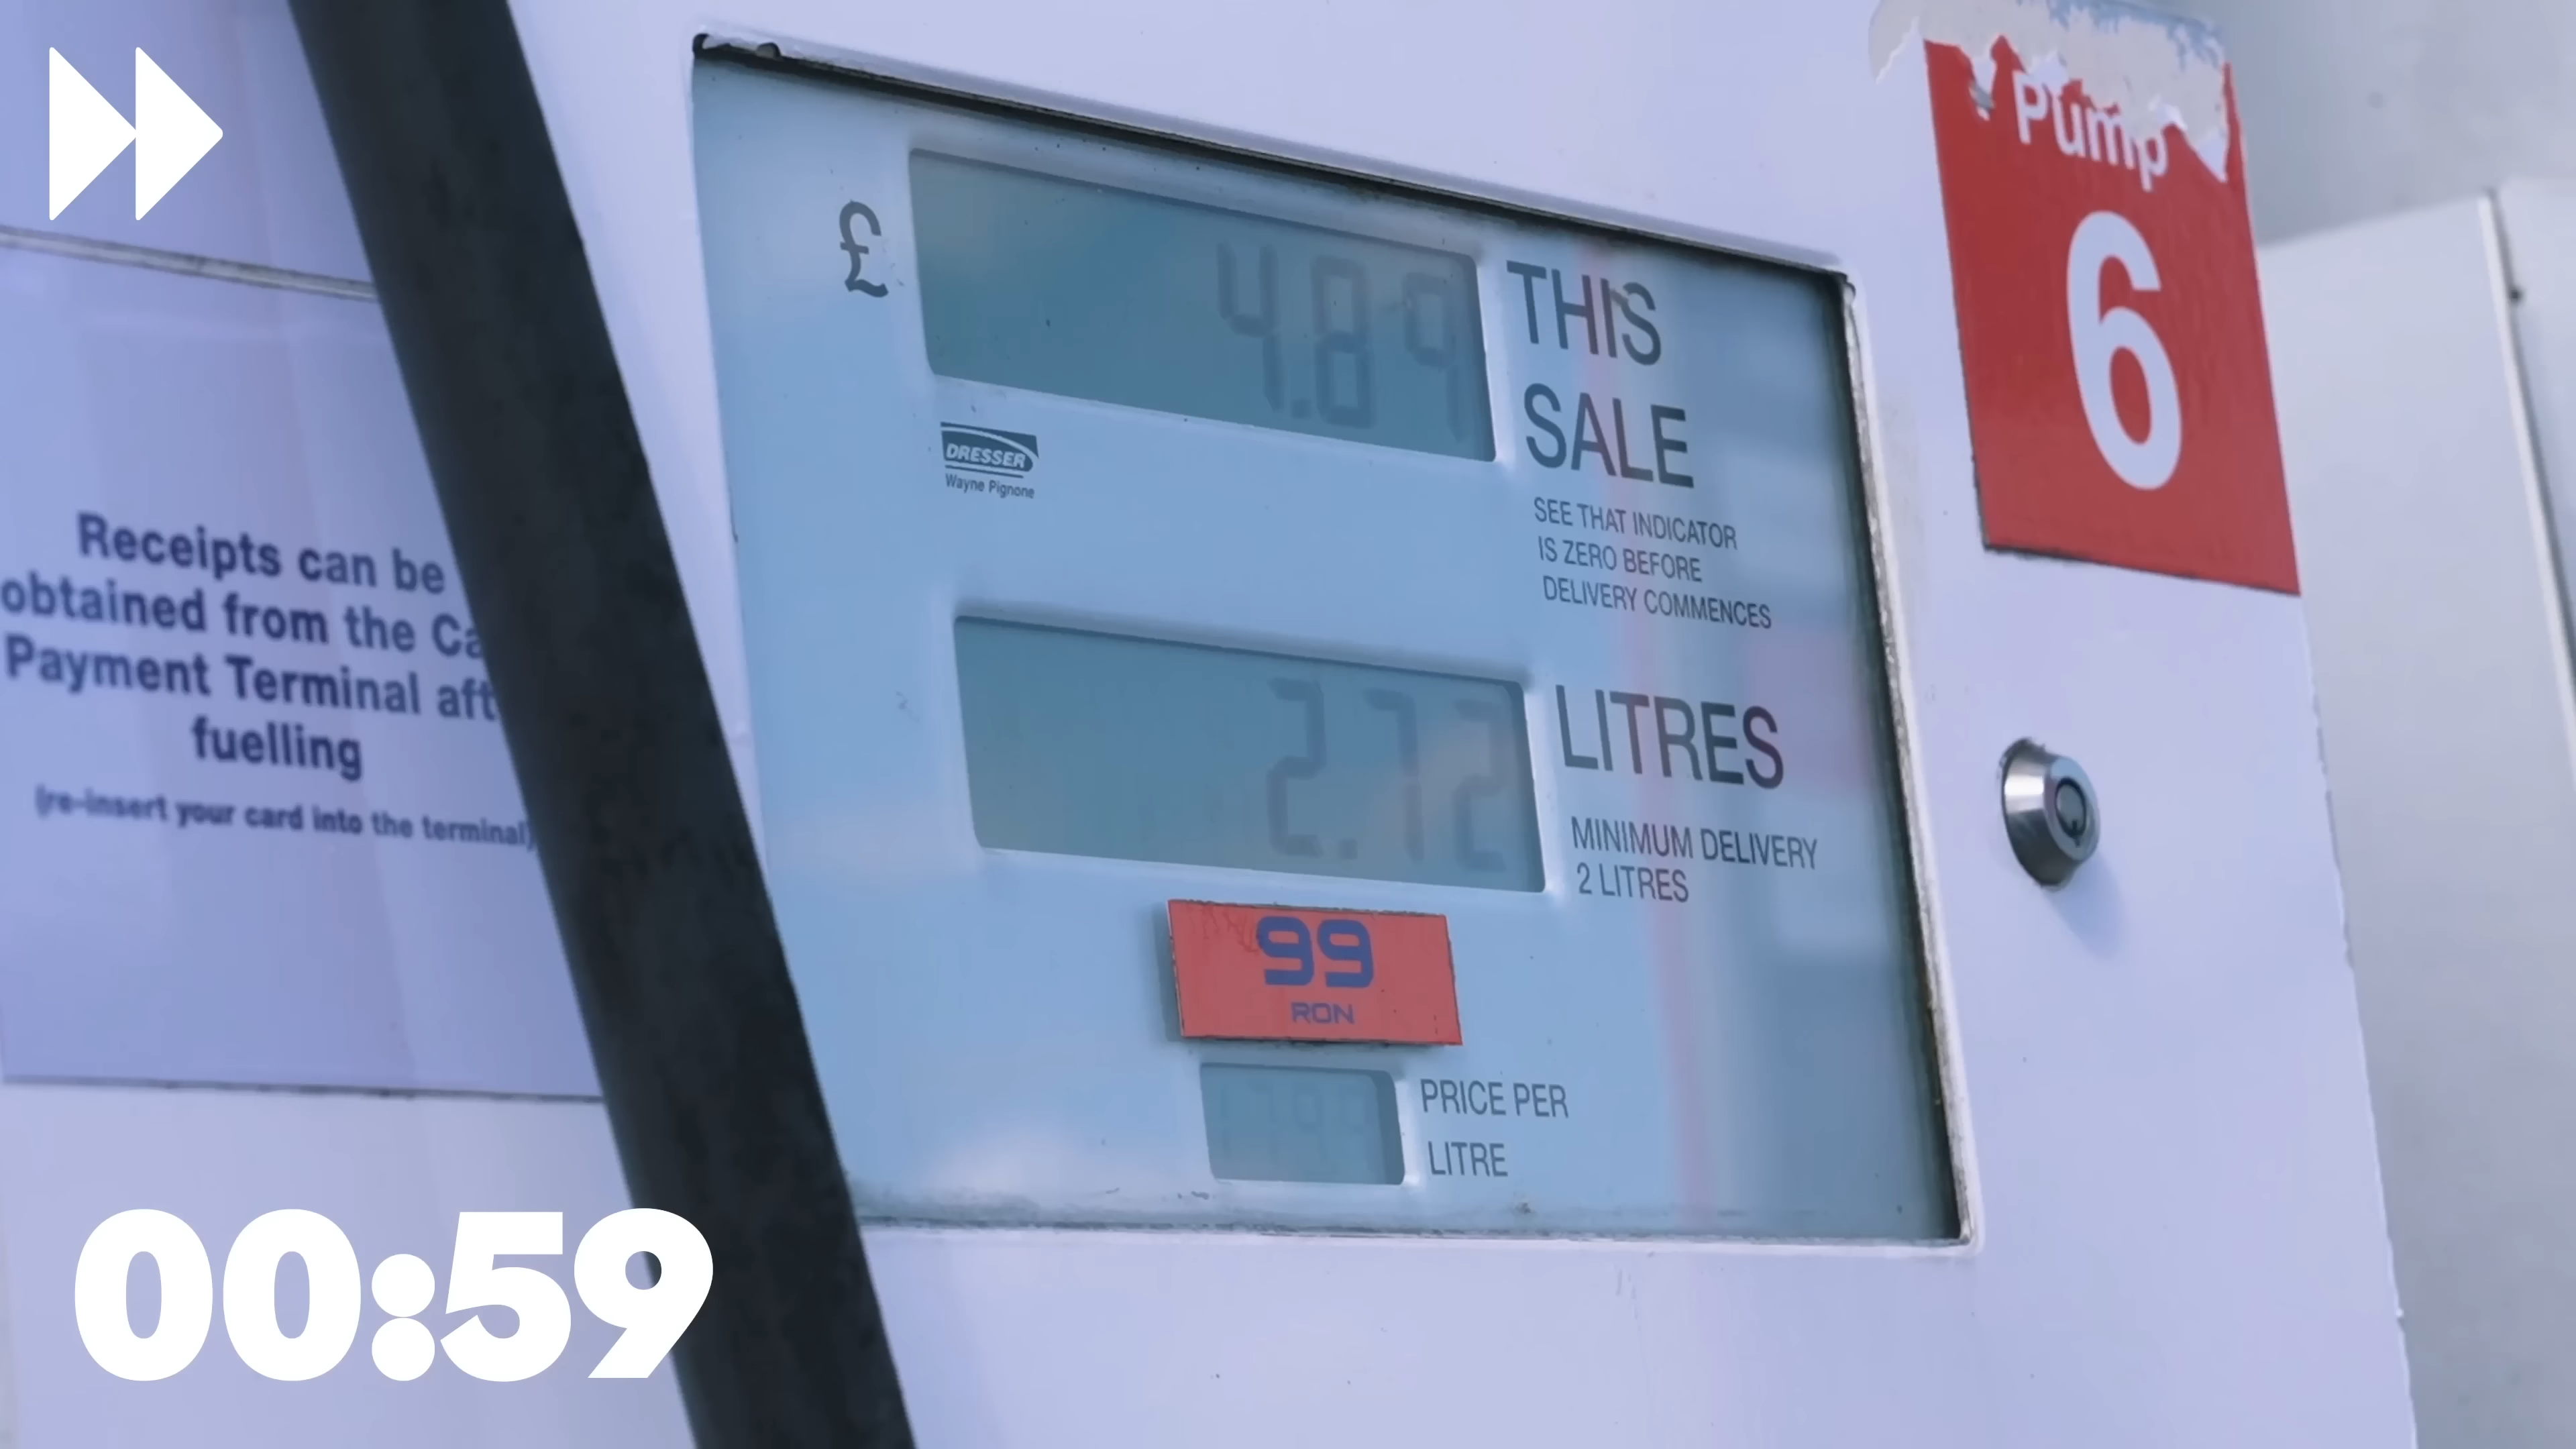 Pump
6
£
4.89
THIS
SALE
DRESSER
Wayne Pignone
SEE THAT INDICATOR
IS ZERO BEFORE
DELIVERY COMMENCES
Receipts can be
obtained from the Ca
Payment Terminal aft
fuelling
(re-insert your card into the terminal)
2.72
LITRES
MINIMUM DELIVERY
2 LITRES
99
RON
PRICE PER
LITRE
00:59